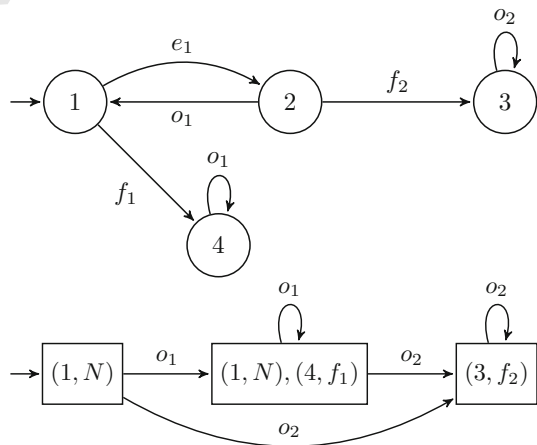 o₂
e₁
1 2 f₂ 3
o₁
o₁
f₁
4
o₁ o₂
(1, N) o₁ (1, N), (4, f₁) o₂ (3, f₂)
o₂